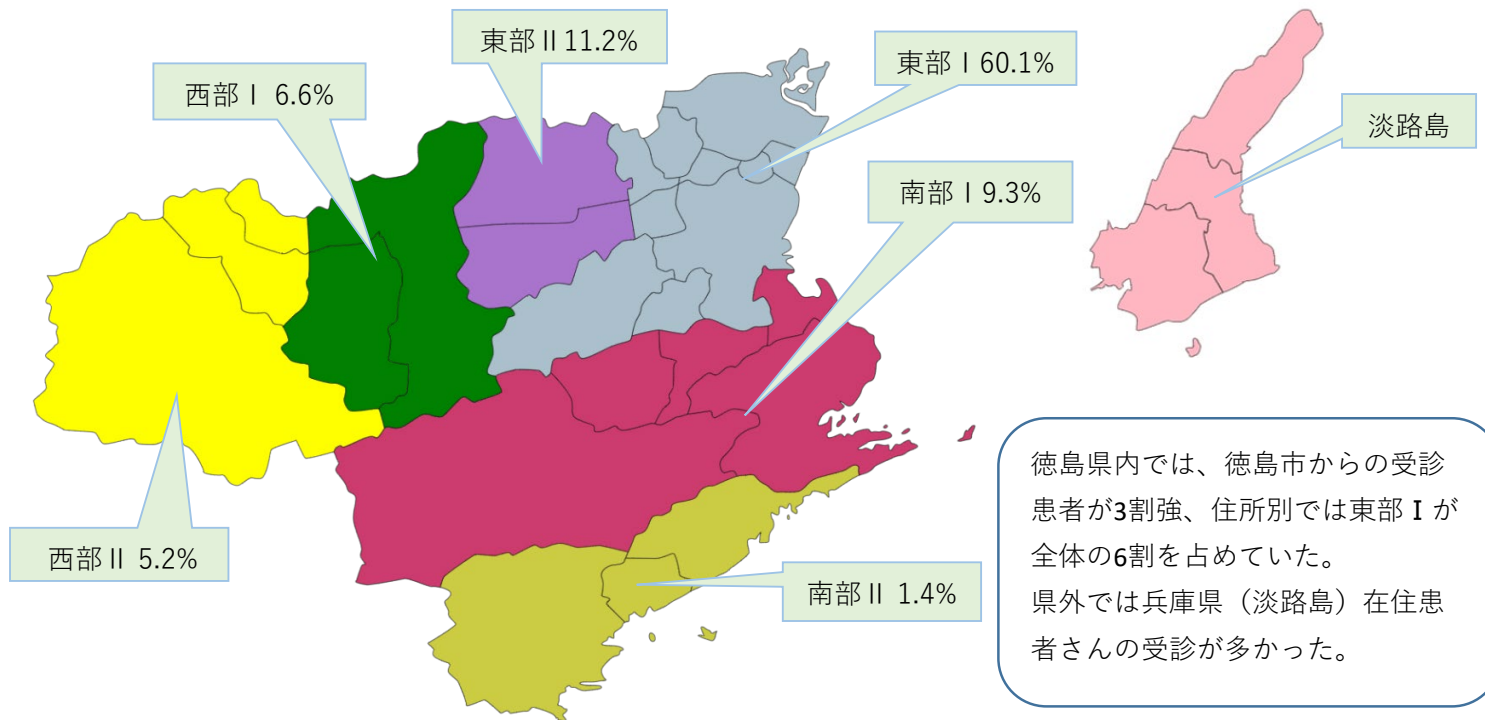 東部Ⅱ 11.2%
東部Ⅰ 60.1%
西部Ⅰ 6.6%
淡路島
南部Ⅰ 9.3%
西部Ⅱ 5.2%
南部Ⅱ 1.4%
徳島県内では、徳島市からの受診
患者が3割強、住所別では東部Ⅰが
全体の6割を占めていた。
県外では兵庫県（淡路島）在住患
者さんの受診が多かった。